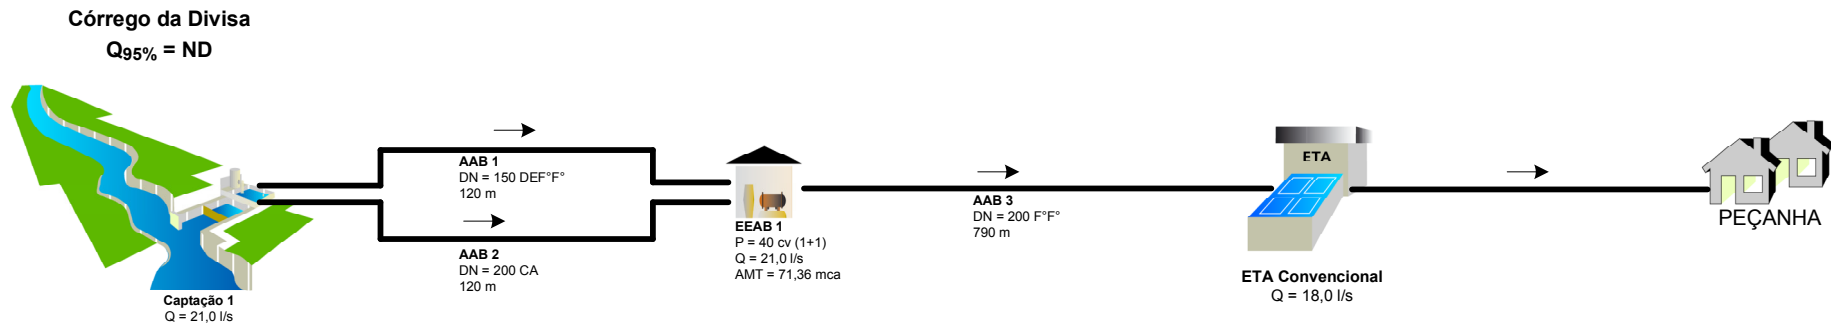 Córrego da Divisa
Q95% = ND
Captação 1
Q = 21,0 l/s
AAB 1
DN = 150 DEF°F°
120 m
AAB 2
DN = 200 CA
120 m
EEAB 1
P = 40 cv (1+1)
Q = 21,0 l/s
AMT = 71,36 mca
AAB 3
DN = 200 F°F°
790 m
ETA
ETA Convencional
Q = 18,0 l/s
PEÇANHA